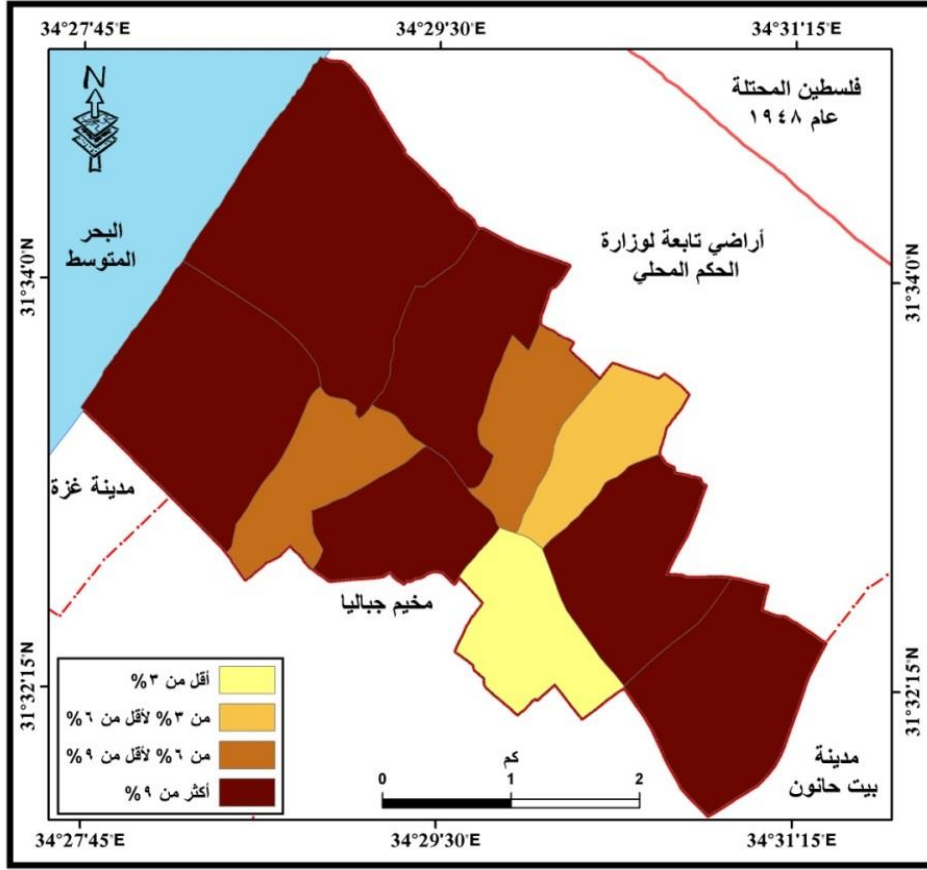 34°27'45"E
34°29'30"E
34°31'15"E
N
فلسطين المحتلة
عام ١٩٤٨
البحر
المتوسط
أراضي تابعة لوزارة
الحكم المحلي
31°34'0"N
31°34'0"N
مدينة غزة
مخيم جباليا
31°32'15"N
31°32'15"N
أقل من ٣%
من ٣% لأقل من ٦%
من ٦% لأقل من ٩%
أكثر من ٩%
كم
0 1 2
مدينة
بيت حانون
34°27'45"E
34°29'30"E
34°31'15"E